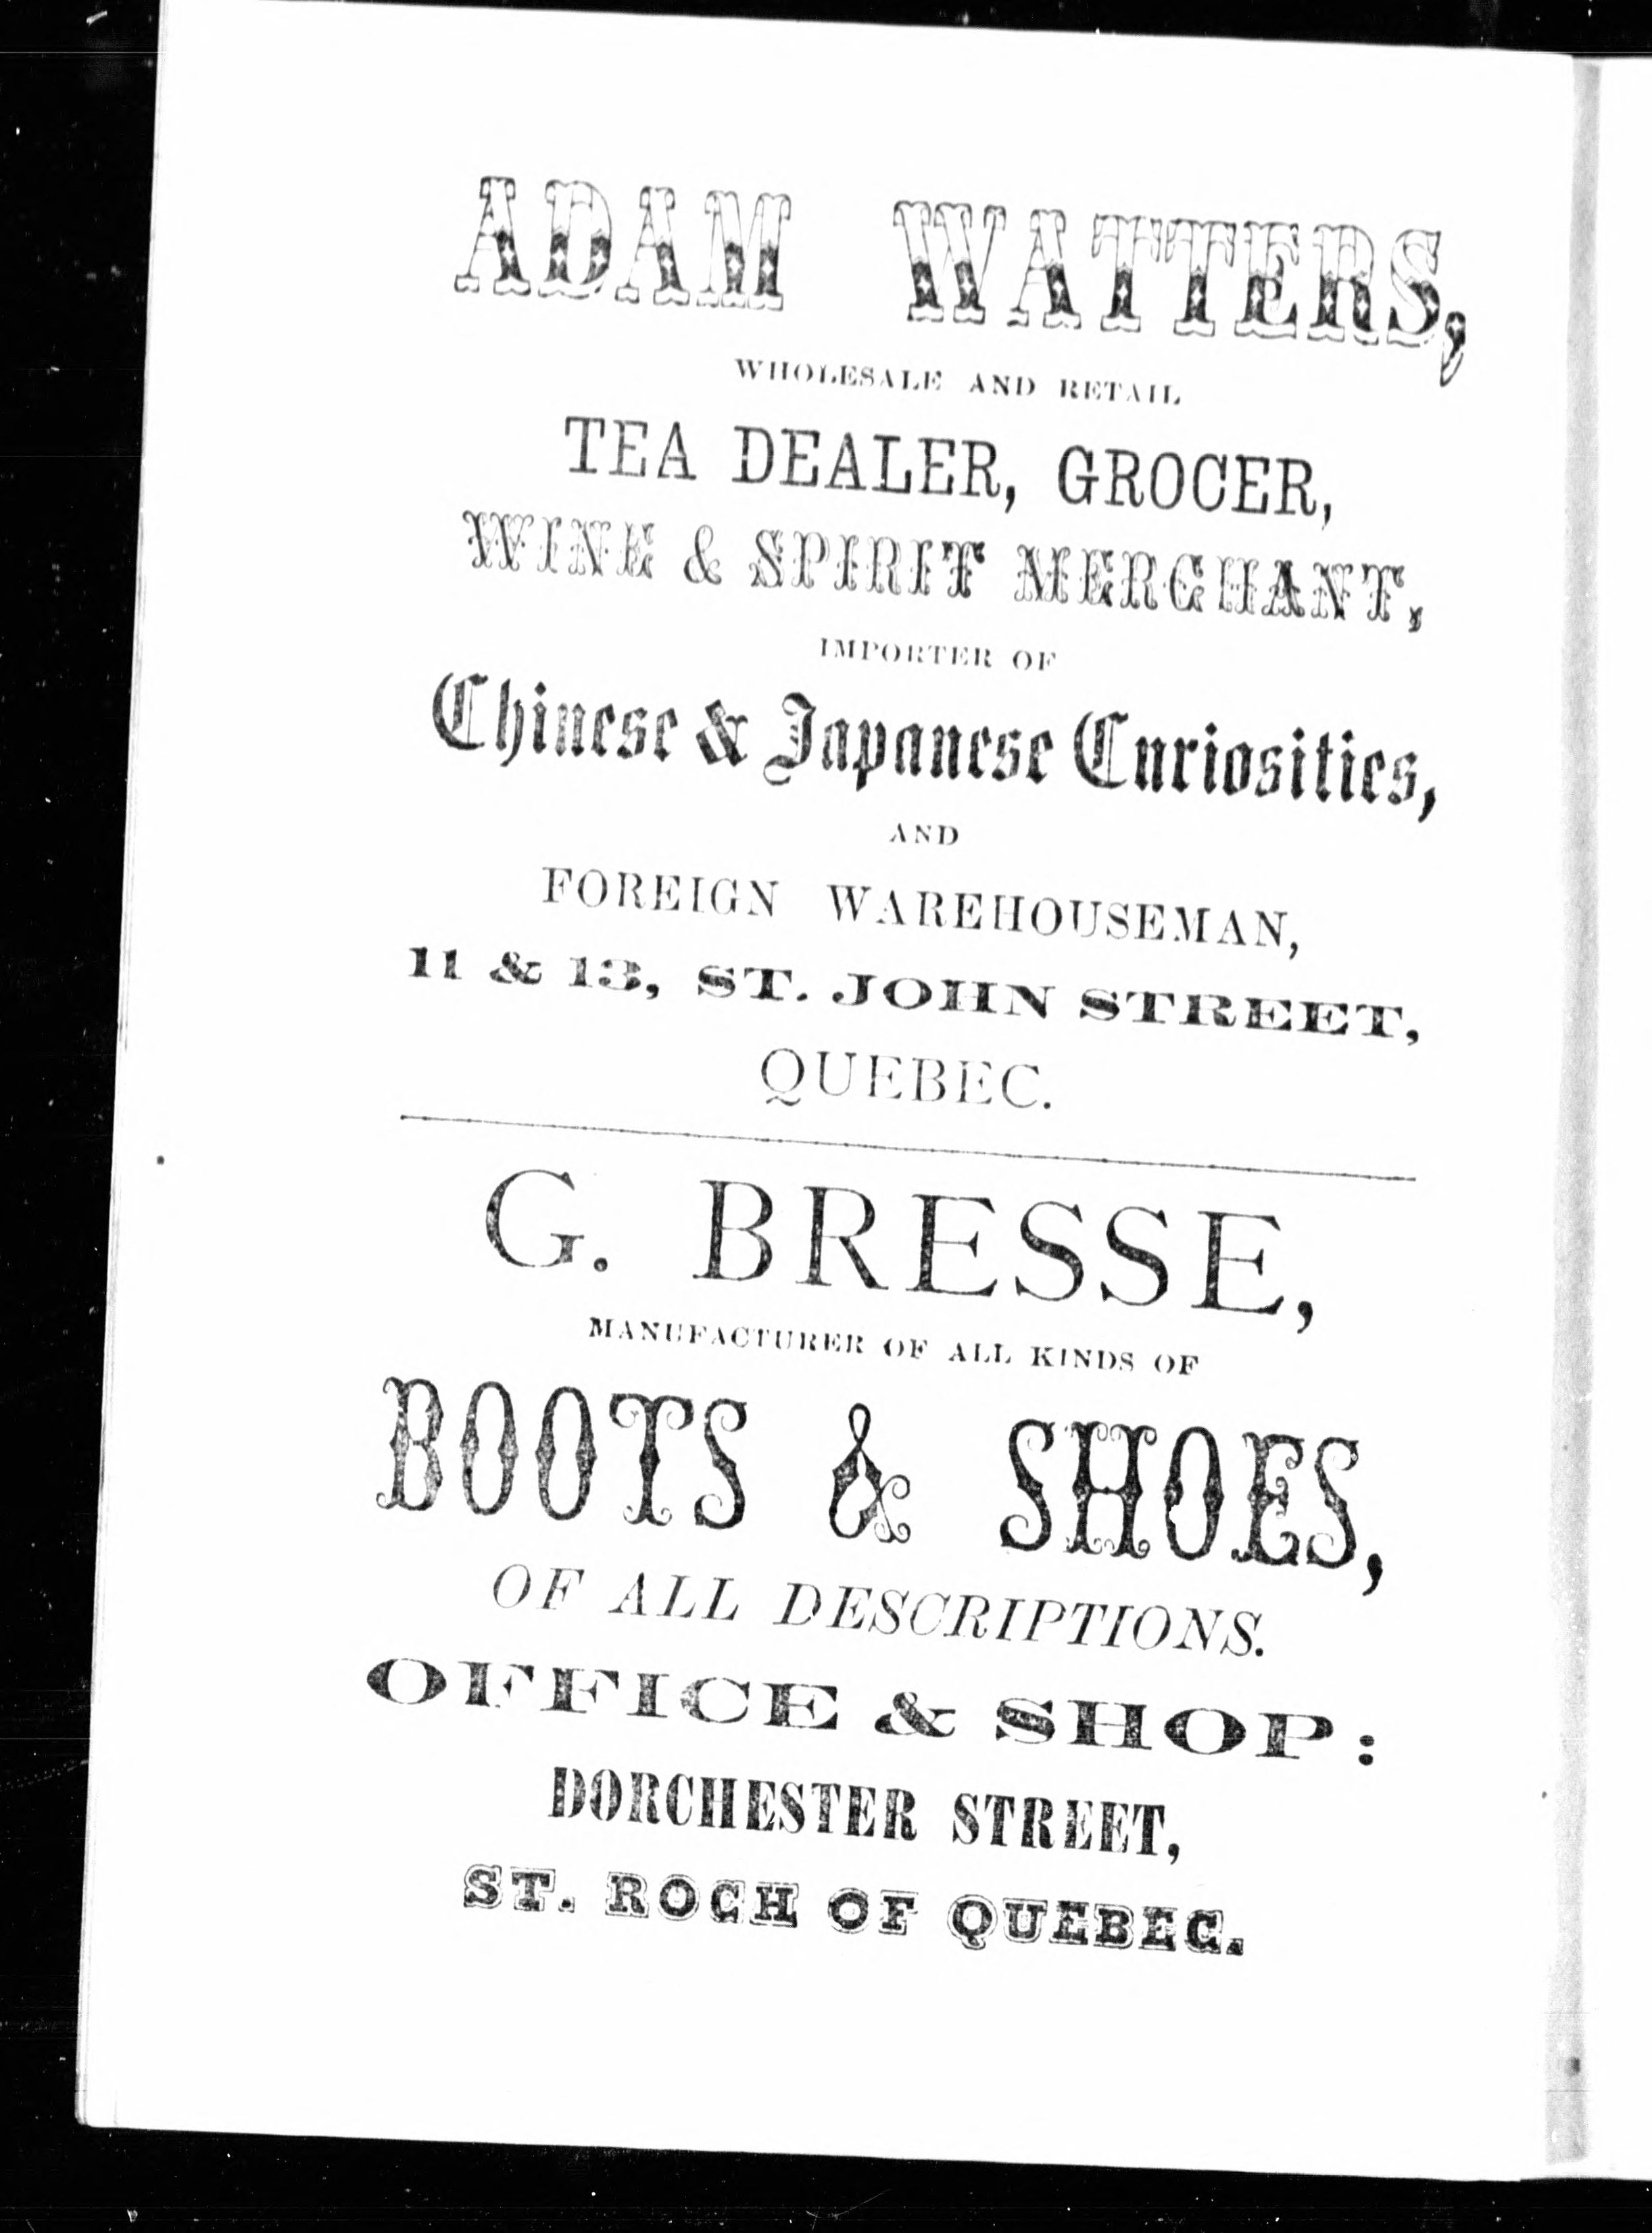 ADAM WATTERS,
WHOLESALE AND RETAIL
TEA DEALER, GROCER,
WINE & SPIRIT MERCHANT,
IMPORTER OF
Chinese & Japanese Curiosities,
AND
FOREIGN WAREHOUSEMAN,
11 & 13, ST. JOHN STREET,
QUEBEC.
G. BRESSE,
MANUFACTURER OF ALL KINDS OF
BOOTS & SHOES,
OF ALL DESCRIPTIONS.
OFFICE & SHOP:
DORCHESTER STREET,
ST. ROCH OF QUEBEC.